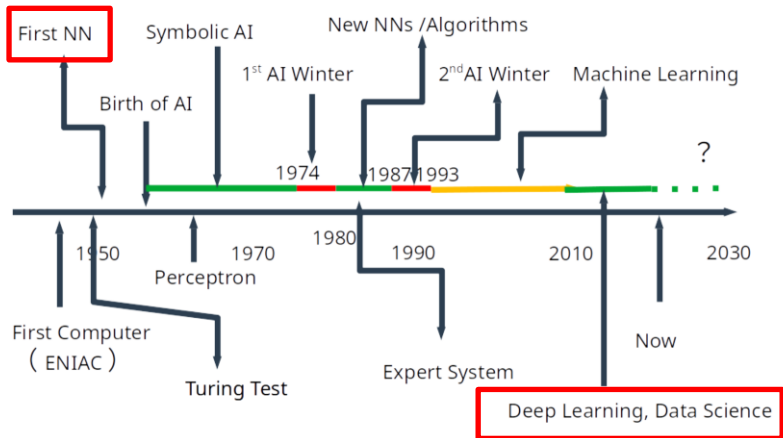 First NN
Symbolic AI
New NNs /Algorithms
1st AI Winter
2nd AI Winter
Machine Learning
Birth of AI
?
1974
1987
1993
1950
1970
1980
1990
2010
2030
Perceptron
First Computer
( ENIAC )
Turing Test
Expert System
Now
Deep Learning, Data Science